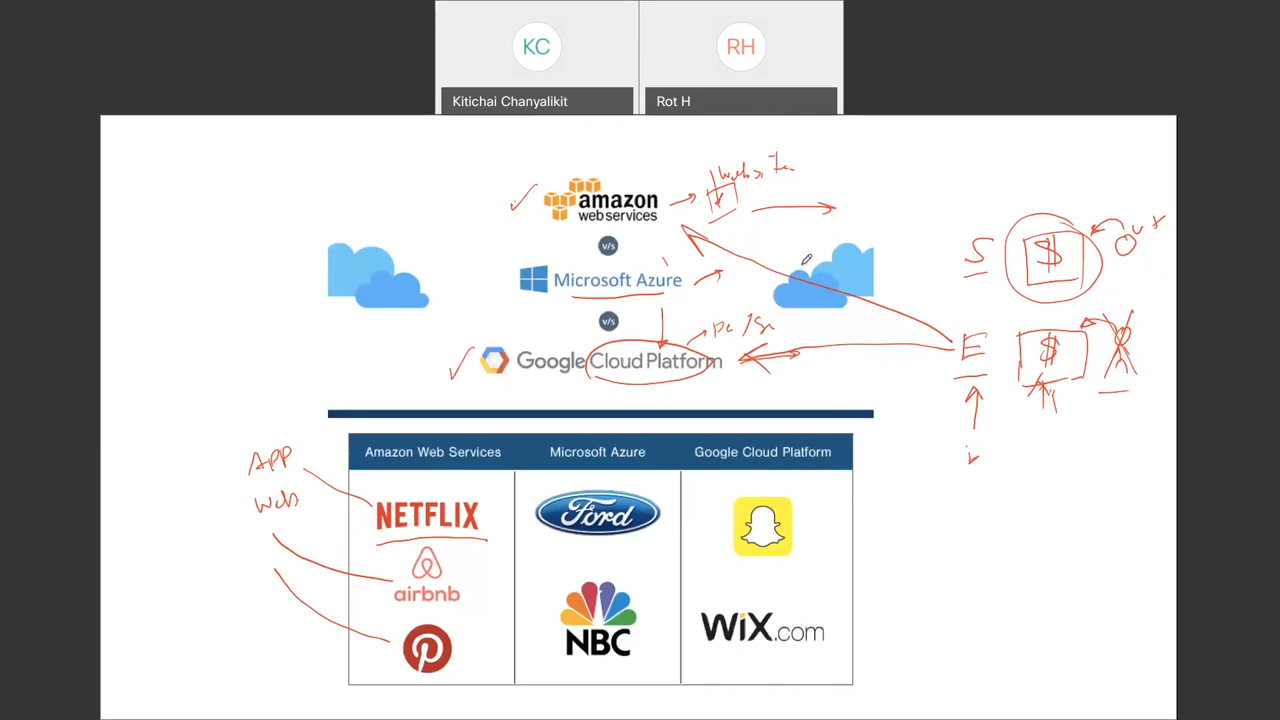 KC
RH
Kitichai Chanyalikit
Rot H
amazon
web services
v/s
Microsoft Azure
v/s
Google Cloud Platform
S
$
out
E
$
Amazon Web Services
Microsoft Azure
Google Cloud Platform
APP
Web
NETFLIX
Ford
airbnb
NBC
WiX.com